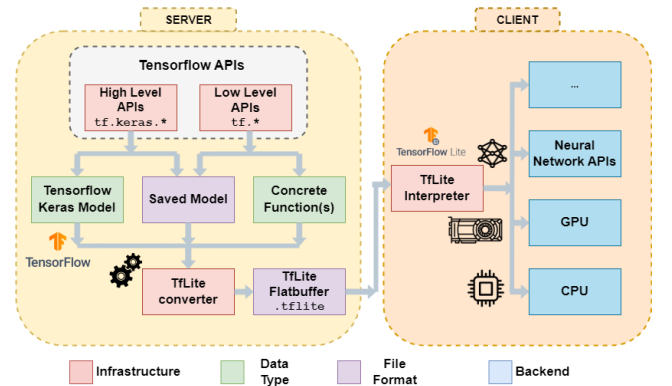 SERVER
CLIENT
Tensorflow APIs
High Level
APIs
tf.keras.*
Low Level
APIs
tf.*
Tensorflow
Keras Model
Saved Model
Concrete
Function(s)
TensorFlow
TfLite
converter
TfLite
Flatbuffer
.tflite
TensorFlow Lite
TfLite
Interpreter
...
Neural
Network APIs
GPU
CPU
Infrastructure
Data
Type
File
Format
Backend